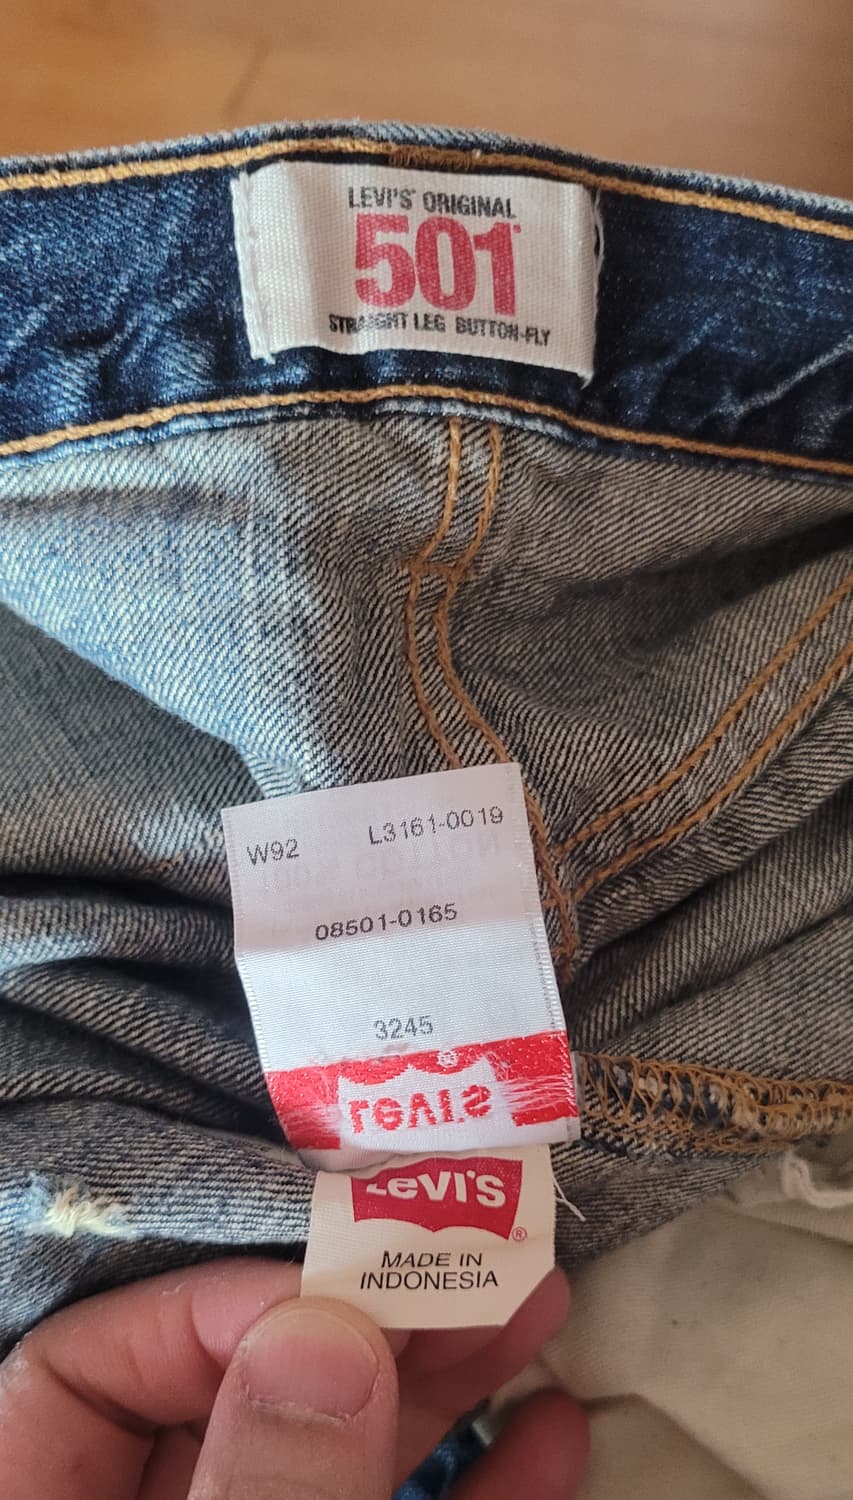 LEVI'S® ORIGINAL
501®
STRAIGHT LEG BUTTON-FLY
W92 L3161-0019
08501-0165
3245
Levi's®
Levi's®
MADE IN
INDONESIA